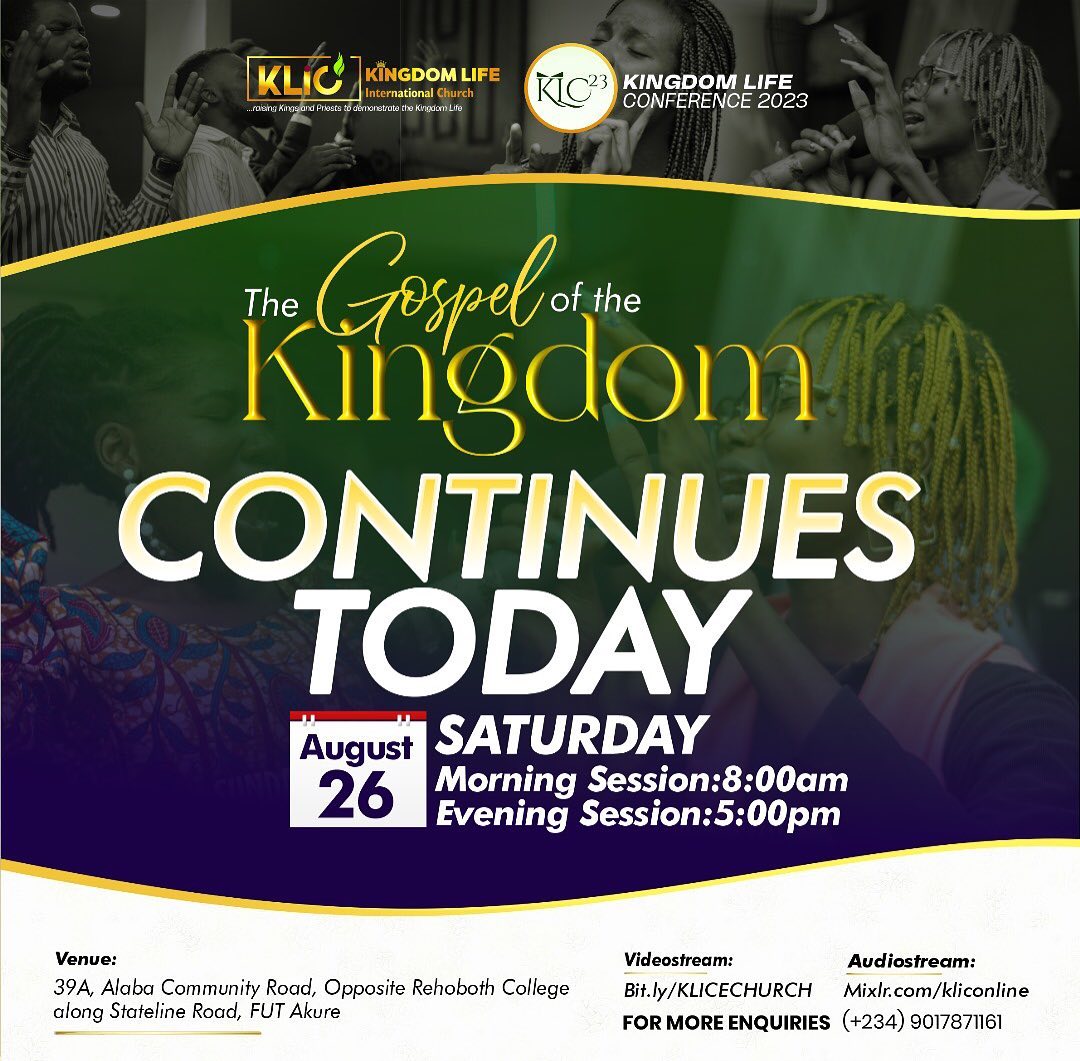 KLIC
KINGDOM LIFE
International Church
...raising Kings and Priests to demonstrate the Kingdom Life
KLC23
KINGDOM LIFE
CONFERENCE 2023
The Gospel of the
Kingdom
CONTINUES
TODAY
August
26
SATURDAY
Morning Session:8:00am
Evening Session:5:00pm
Venue:
39A, Alaba Community Road, Opposite Rehoboth College
along Stateline Road, FUT Akure
Videostream:
Bit.ly/KLICECHURCH
Audiostream:
Mixlr.com/kliconline
FOR MORE ENQUIRIES (+234) 9017871161